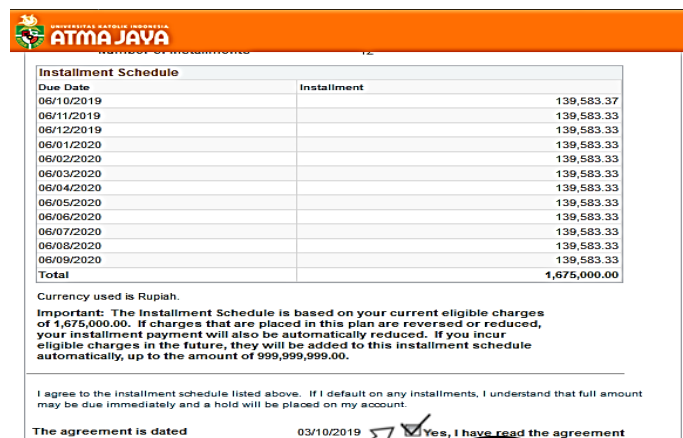 UNIVERSITAS KATOLIK INDONESIA
ATMA JAYA
Number of Installments 12
Installment Schedule
Due Date Installment
06/10/2019 139,583.37
06/11/2019 139,583.33
06/12/2019 139,583.33
06/01/2020 139,583.33
06/02/2020 139,583.33
06/03/2020 139,583.33
06/04/2020 139,583.33
06/05/2020 139,583.33
06/06/2020 139,583.33
06/07/2020 139,583.33
06/08/2020 139,583.33
06/09/2020 139,583.33
Total 1,675,000.00
Currency used is Rupiah.
Important: The Installment Schedule is based on your current eligible charges
of 1,675,000.00. If charges that are placed in this plan are reversed or reduced,
your installment payment will also be automatically reduced. If you incur
eligible charges in the future, they will be added to this installment schedule
automatically, up to the amount of 999,999,999.00.
I agree to the installment schedule listed above. If I default on any installments, I understand that full amount
may be due immediately and a hold will be placed on my account.
The agreement is dated 03/10/2019 Yes, I have read the agreement